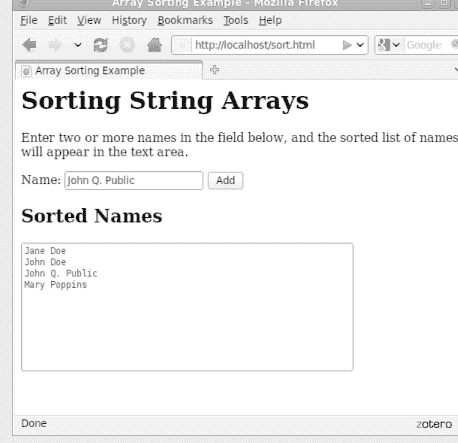 Array Sorting Example - Mozilla Firefox
File Edit View History Bookmarks Tools Help
http://localhost/sort.html Google
Array Sorting Example
Sorting String Arrays
Enter two or more names in the field below, and the sorted list of names
will appear in the text area.
Name: John Q. Public Add
Sorted Names
Jane Doe
John Doe
John Q. Public
Mary Poppins
Done zotero